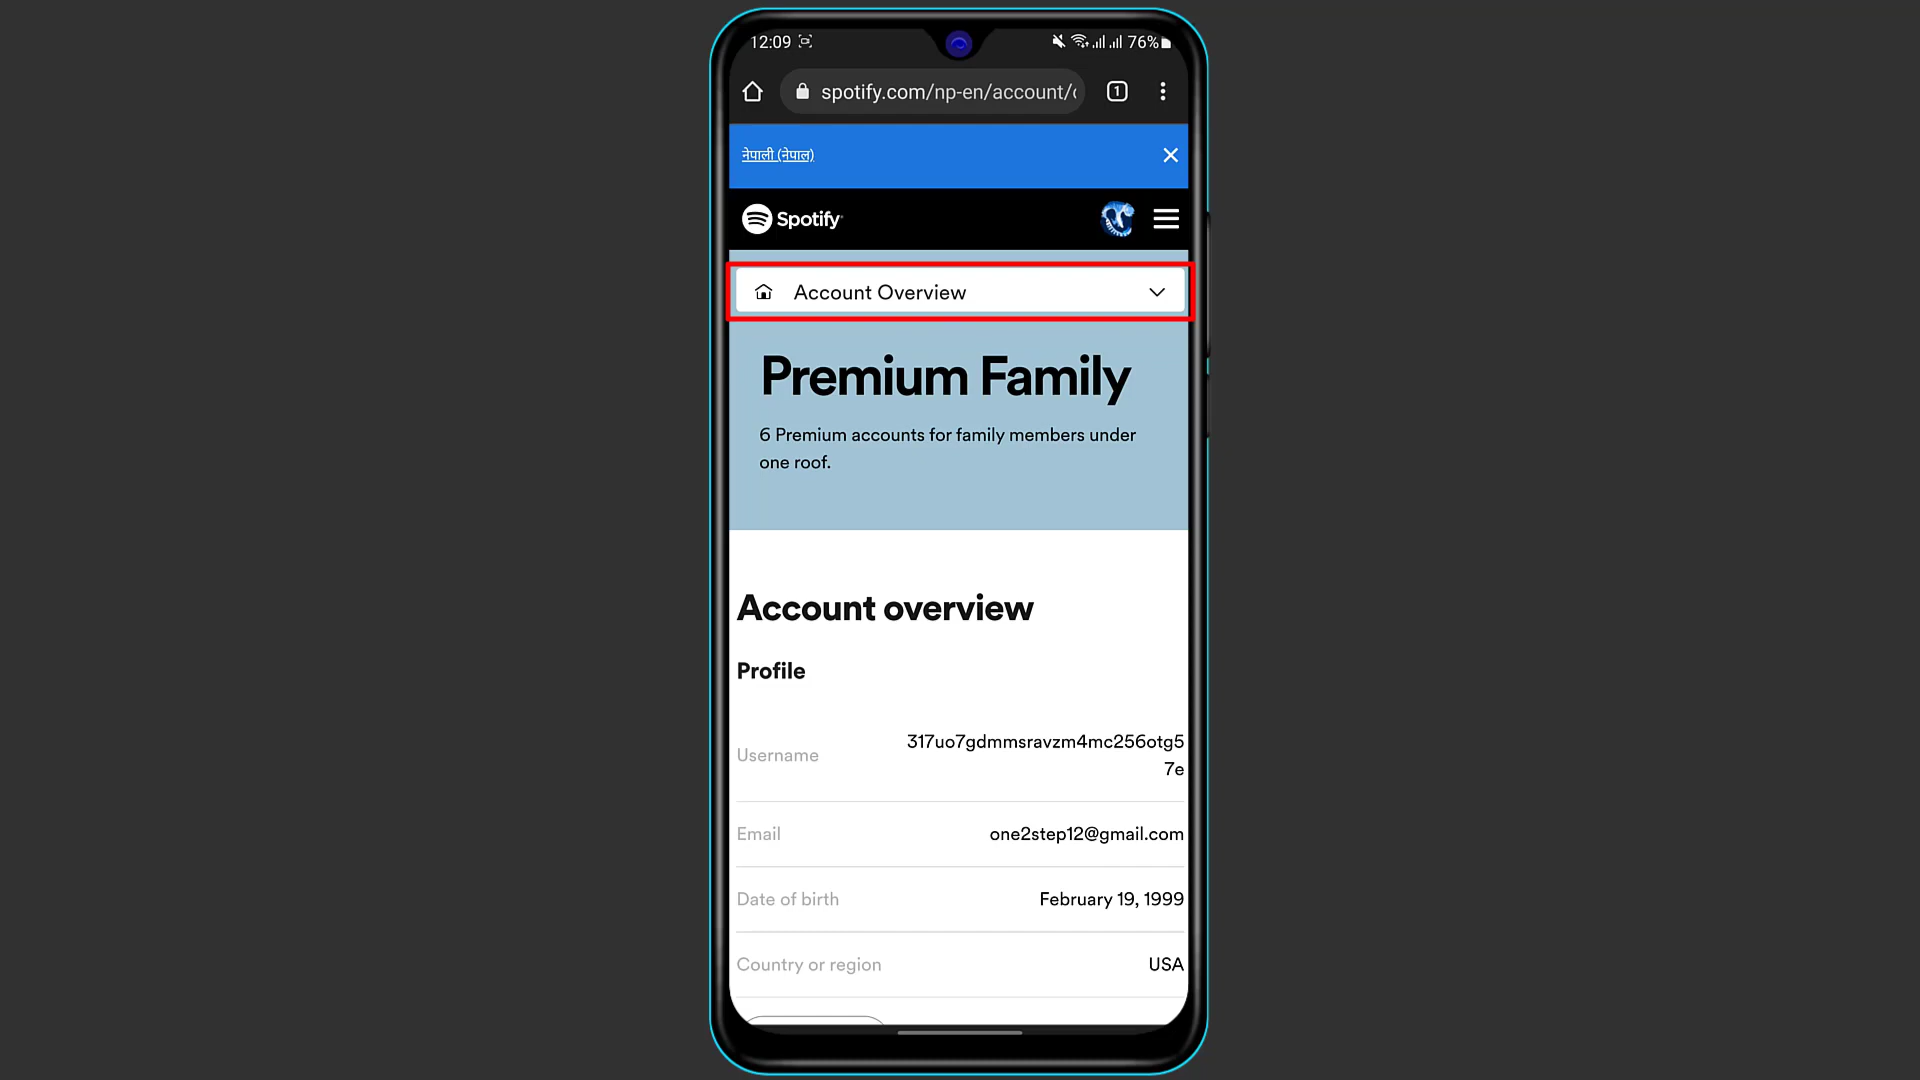 12:09 76%
spotify.com/np-en/account/
1
नेपाली (नेपाल)
Spotify
Account Overview
Premium Family
6 Premium accounts for family members under
one roof.
Account overview
Profile
Username 317uo7gdmmsravzm4mc256otg5
7e
Email one2step12@gmail.com
Date of birth February 19, 1999
Country or region USA